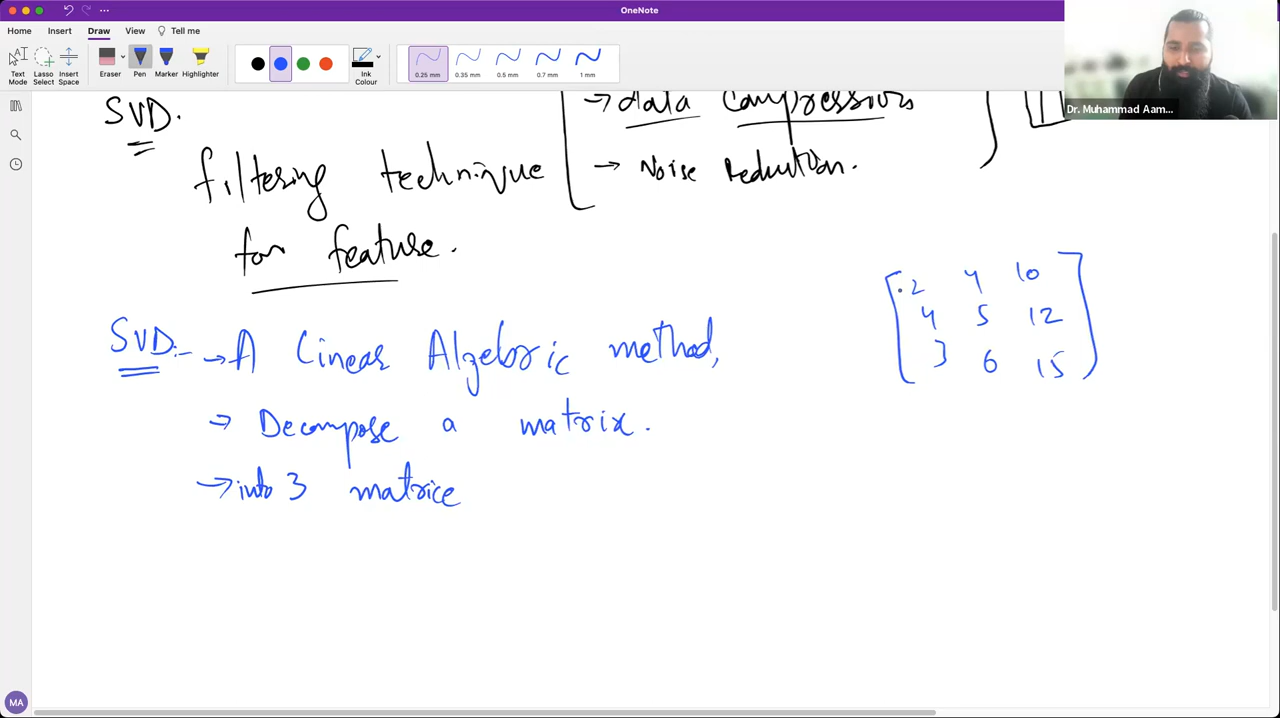 OneNote
Home Insert Draw View Tell me
Text Mode
Lasso Select
Insert Space
Eraser
Pen
Marker
Highlighter
Ink Colour
0.25 mm
0.35 mm
0.5 mm
0.7 mm
1 mm
Dr. Muhammad Aam...
SVD.
→ data Compression
filtering technique
→ Noise reduction.
for feature.
2 4 10
4 5 12
3 6 15
SVD:- → A Linear Algebric method,
→ Decompose a matrix.
→ into 3 matrice
MA